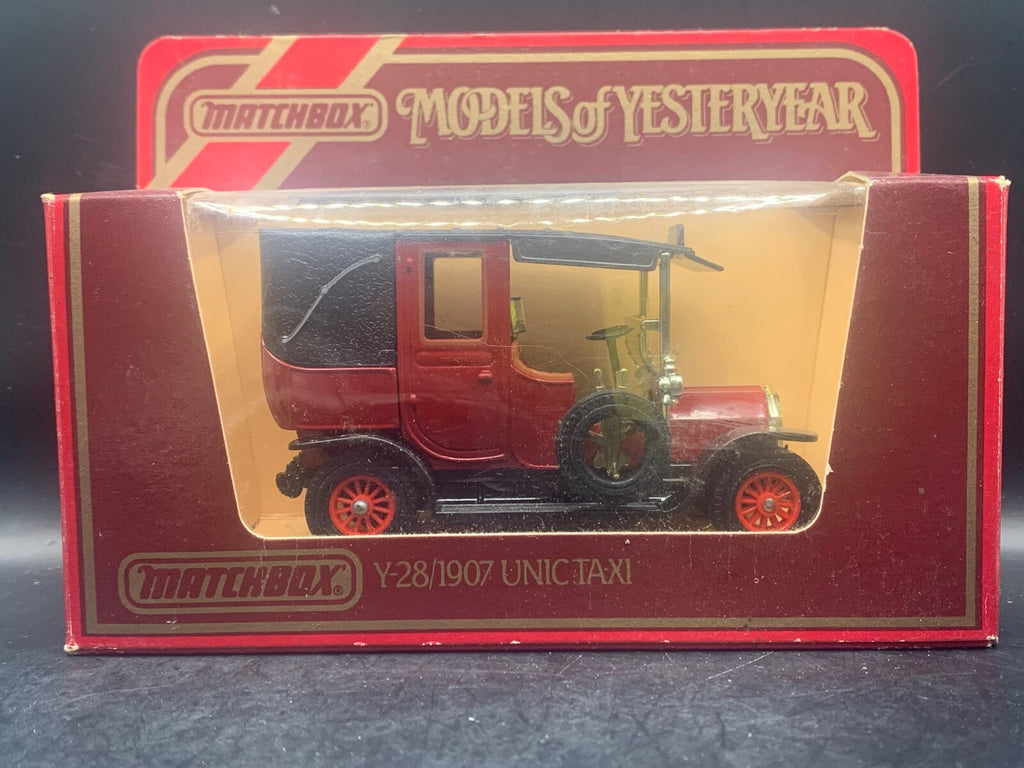 MATCHBOX® MODELS of YESTERYEAR
MATCHBOX® Y-28/1907 UNIC TAXI